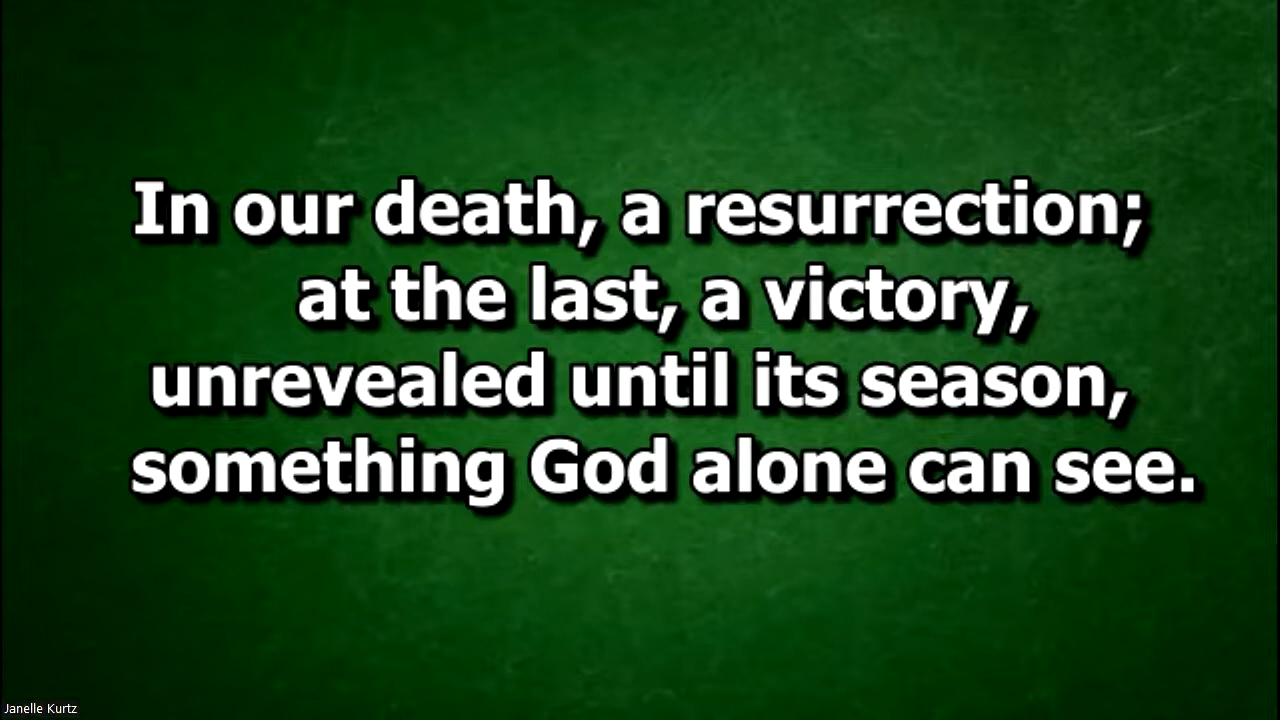 In our death, a resurrection;
at the last, a victory,
unrevealed until its season,
something God alone can see.
Janelle Kurtz